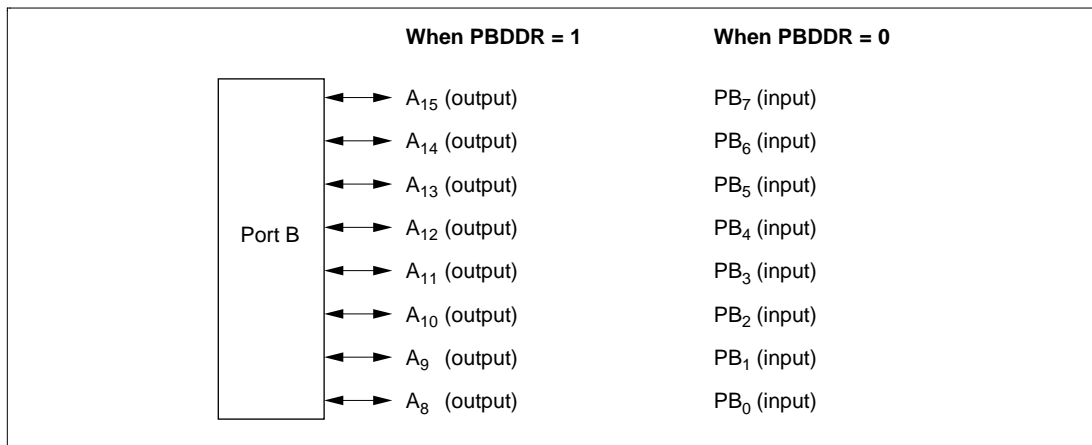 When PBDDR = 1 When PBDDR = 0
A15 (output) PB7 (input)
A14 (output) PB6 (input)
A13 (output) PB5 (input)
Port B A12 (output) PB4 (input)
A11 (output) PB3 (input)
A10 (output) PB2 (input)
A9 (output) PB1 (input)
A8 (output) PB0 (input)